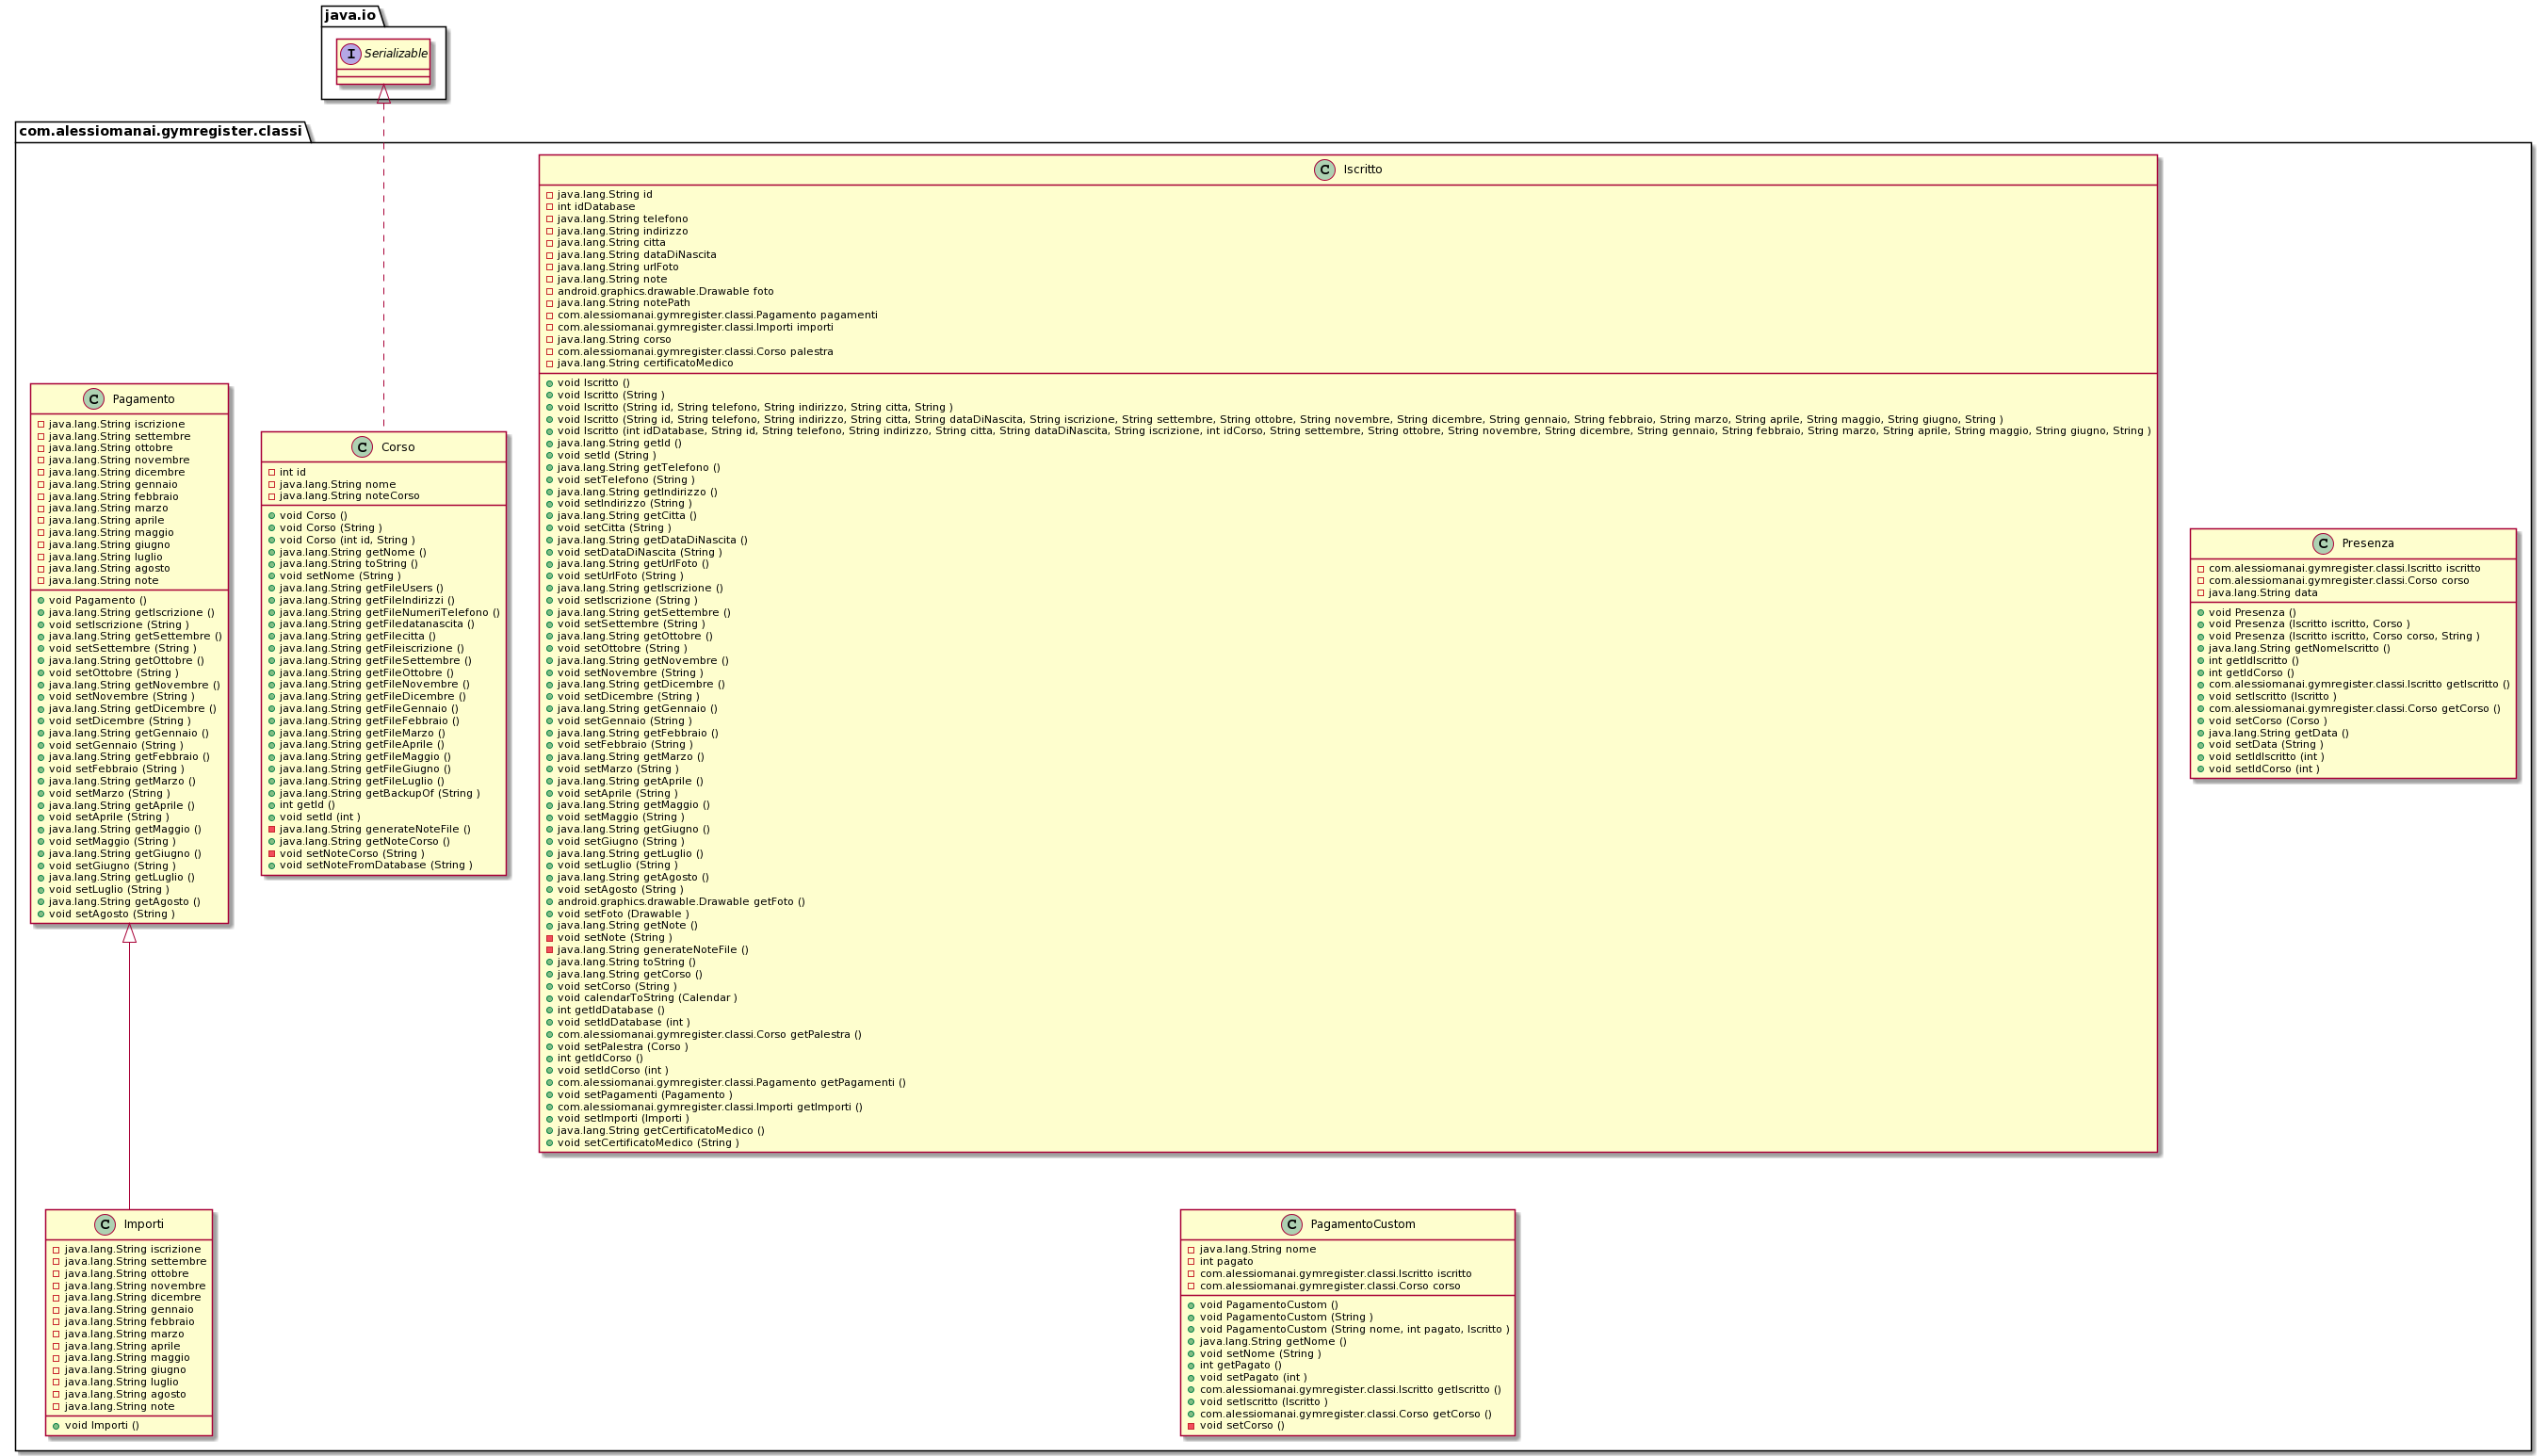 java.io
I Serializable
com.alessiomanai.gymregister.classi
C Pagamento
java.lang.String iscrizione
java.lang.String settembre
java.lang.String ottobre
java.lang.String novembre
java.lang.String dicembre
java.lang.String gennaio
java.lang.String febbraio
java.lang.String marzo
java.lang.String aprile
java.lang.String maggio
java.lang.String giugno
java.lang.String luglio
java.lang.String agosto
java.lang.String note
void Pagamento ()
java.lang.String getIscrizione ()
void setIscrizione (String )
java.lang.String getSettembre ()
void setSettembre (String )
java.lang.String getOttobre ()
void setOttobre (String )
java.lang.String getNovembre ()
void setNovembre (String )
java.lang.String getDicembre ()
void setDicembre (String )
java.lang.String getGennaio ()
void setGennaio (String )
java.lang.String getFebbraio ()
void setFebbraio (String )
java.lang.String getMarzo ()
void setMarzo (String )
java.lang.String getAprile ()
void setAprile (String )
java.lang.String getMaggio ()
void setMaggio (String )
java.lang.String getGiugno ()
void setGiugno (String )
java.lang.String getLuglio ()
void setLuglio (String )
java.lang.String getAgosto ()
void setAgosto (String )
C Corso
int id
java.lang.String nome
java.lang.String noteCorso
void Corso ()
void Corso (String )
void Corso (int id, String )
java.lang.String getNome ()
java.lang.String toString ()
void setNome (String )
java.lang.String getFileUsers ()
java.lang.String getFileIndirizzi ()
java.lang.String getFileNumeriTelefono ()
java.lang.String getFiledatanascita ()
java.lang.String getFilecitta ()
java.lang.String getFileiscrizione ()
java.lang.String getFileSettembre ()
java.lang.String getFileOttobre ()
java.lang.String getFileNovembre ()
java.lang.String getFileDicembre ()
java.lang.String getFileGennaio ()
java.lang.String getFileFebbraio ()
java.lang.String getFileMarzo ()
java.lang.String getFileAprile ()
java.lang.String getFileMaggio ()
java.lang.String getFileGiugno ()
java.lang.String getFileLuglio ()
java.lang.String getBackupOf (String )
int getId ()
void setId (int )
java.lang.String generateNoteFile ()
java.lang.String getNoteCorso ()
void setNoteCorso (String )
void setNoteFromDatabase (String )
C Iscritto
java.lang.String id
int idDatabase
java.lang.String telefono
java.lang.String indirizzo
java.lang.String citta
java.lang.String dataDiNascita
java.lang.String urlFoto
java.lang.String note
android.graphics.drawable.Drawable foto
java.lang.String notePath
com.alessiomanai.gymregister.classi.Pagamento pagamenti
com.alessiomanai.gymregister.classi.Importi importi
java.lang.String corso
com.alessiomanai.gymregister.classi.Corso palestra
java.lang.String certificatoMedico
void Iscritto ()
void Iscritto (String )
void Iscritto (String id, String telefono, String indirizzo, String citta, String )
void Iscritto (String id, String telefono, String indirizzo, String citta, String dataDiNascita, String iscrizione, String settembre, String ottobre, String novembre, String dicembre, String gennaio, String febbraio, String marzo, String aprile, String maggio, String giugno, String )
void Iscritto (int idDatabase, String id, String telefono, String indirizzo, String citta, String dataDiNascita, String iscrizione, int idCorso, String settembre, String ottobre, String novembre, String dicembre, String gennaio, String febbraio, String marzo, String aprile, String maggio, String giugno, String )
java.lang.String getId ()
void setId (String )
java.lang.String getTelefono ()
void setTelefono (String )
java.lang.String getIndirizzo ()
void setIndirizzo (String )
java.lang.String getCitta ()
void setCitta (String )
java.lang.String getDataDiNascita ()
void setDataDiNascita (String )
java.lang.String getUrlFoto ()
void setUrlFoto (String )
java.lang.String getIscrizione ()
void setIscrizione (String )
java.lang.String getSettembre ()
void setSettembre (String )
java.lang.String getOttobre ()
void setOttobre (String )
java.lang.String getNovembre ()
void setNovembre (String )
java.lang.String getDicembre ()
void setDicembre (String )
java.lang.String getGennaio ()
void setGennaio (String )
java.lang.String getFebbraio ()
void setFebbraio (String )
java.lang.String getMarzo ()
void setMarzo (String )
java.lang.String getAprile ()
void setAprile (String )
java.lang.String getMaggio ()
void setMaggio (String )
java.lang.String getGiugno ()
void setGiugno (String )
java.lang.String getLuglio ()
void setLuglio (String )
java.lang.String getAgosto ()
void setAgosto (String )
android.graphics.drawable.Drawable getFoto ()
void setFoto (Drawable )
java.lang.String getNote ()
void setNote (String )
java.lang.String generateNoteFile ()
java.lang.String toString ()
java.lang.String getCorso ()
void setCorso (String )
void calendarToString (Calendar )
int getIdDatabase ()
void setIdDatabase (int )
com.alessiomanai.gymregister.classi.Corso getPalestra ()
void setPalestra (Corso )
int getIdCorso ()
void setIdCorso (int )
com.alessiomanai.gymregister.classi.Pagamento getPagamenti ()
void setPagamenti (Pagamento )
com.alessiomanai.gymregister.classi.Importi getImporti ()
void setImporti (Importi )
java.lang.String getCertificatoMedico ()
void setCertificatoMedico (String )
C Presenza
com.alessiomanai.gymregister.classi.Iscritto iscritto
com.alessiomanai.gymregister.classi.Corso corso
java.lang.String data
void Presenza ()
void Presenza (Iscritto iscritto, Corso )
void Presenza (Iscritto iscritto, Corso corso, String )
java.lang.String getNomeIscritto ()
int getIdIscritto ()
int getIdCorso ()
com.alessiomanai.gymregister.classi.Iscritto getIscritto ()
void setIscritto (Iscritto )
com.alessiomanai.gymregister.classi.Corso getCorso ()
void setCorso (Corso )
java.lang.String getData ()
void setData (String )
void setIdIscritto (int )
void setIdCorso (int )
C Importi
java.lang.String iscrizione
java.lang.String settembre
java.lang.String ottobre
java.lang.String novembre
java.lang.String dicembre
java.lang.String gennaio
java.lang.String febbraio
java.lang.String marzo
java.lang.String aprile
java.lang.String maggio
java.lang.String giugno
java.lang.String luglio
java.lang.String agosto
java.lang.String note
void Importi ()
C PagamentoCustom
java.lang.String nome
int pagato
com.alessiomanai.gymregister.classi.Iscritto iscritto
com.alessiomanai.gymregister.classi.Corso corso
void PagamentoCustom ()
void PagamentoCustom (String )
void PagamentoCustom (String nome, int pagato, Iscritto )
java.lang.String getNome ()
void setNome (String )
int getPagato ()
void setPagato (int )
com.alessiomanai.gymregister.classi.Iscritto getIscritto ()
void setIscritto (Iscritto )
com.alessiomanai.gymregister.classi.Corso getCorso ()
void setCorso ()